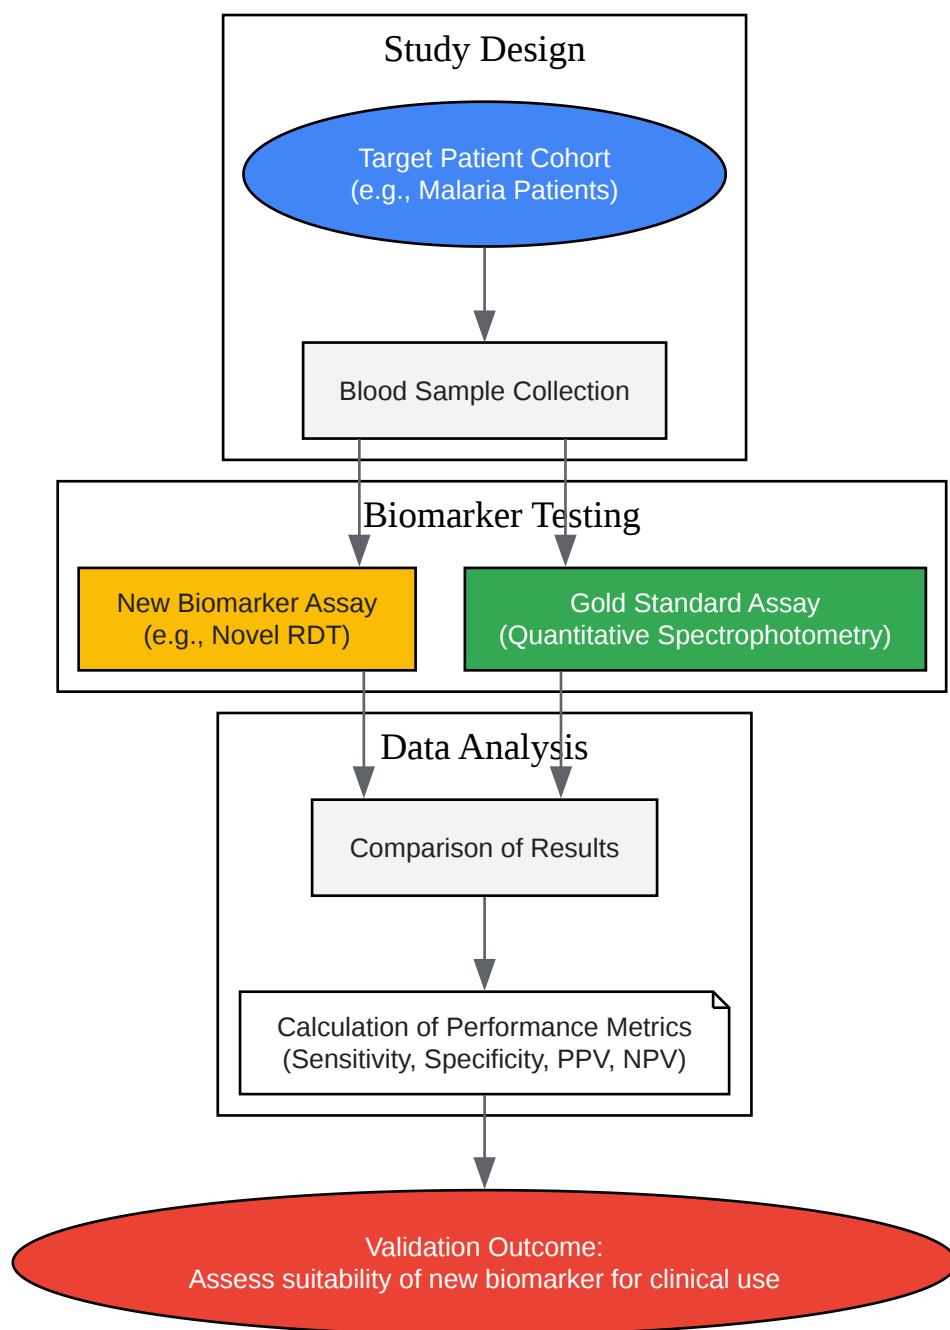 Study Design
Target Patient Cohort
(e.g., Malaria Patients)
Blood Sample Collection
Biomarker Testing
New Biomarker Assay
(e.g., Novel RDT)
Gold Standard Assay
(Quantitative Spectrophotometry)
Data Analysis
Comparison of Results
Calculation of Performance Metrics
(Sensitivity, Specificity, PPV, NPV)
Validation Outcome:
Assess suitability of new biomarker for clinical use